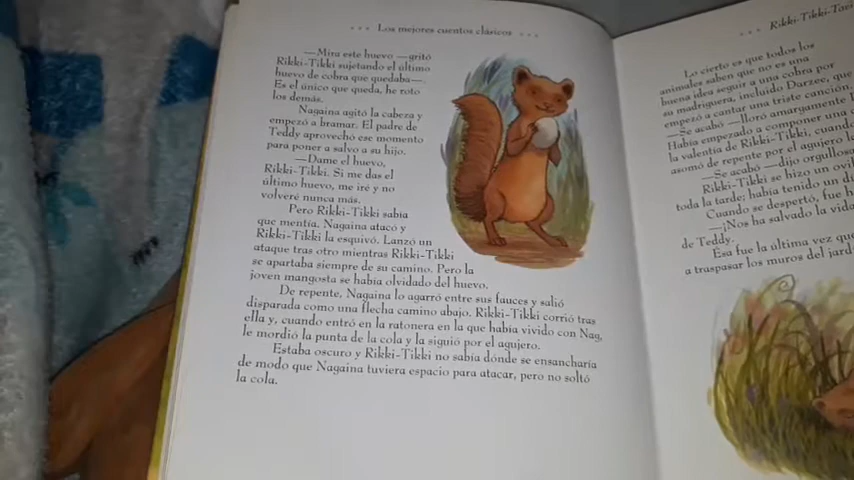 Los mejores cuentos clásicos
—Mira este huevo —gritó
Rikki-Tikki sujetando el último
huevo de cobra que quedaba—.
Es el único que queda, he roto
los demás.
Nagaina agitó la cabeza y
empezó a bramar. El padre de
Teddy aprovechó ese momento
para poner a salvo a su hijo.
—Dame el huevo,
Rikki-Tikki. Si me das el
último huevo, me iré y no
volveré nunca más.
Pero Rikki-Tikki sabía
que mentía. Nagaina atacó y
Rikki-Tikki la esquivó. Lanzó un
ataque tras otro mientras Rikki-Tikki
se apartaba siempre de su camino. Pero la
joven mangosta se había olvidado del huevo.
De repente, Nagaina lo agarró entre sus fauces y salió
disparada como una flecha camino abajo. Rikki-Tikki corrió tras
ella y, cuando entró en la ratonera en la que había vivido con Nag,
le mordió la punta de la cola y la siguió por el agujero.
Estaba oscuro y Rikki-Tikki no sabía dónde se ensancharía
de modo que Nagaina tuviera espacio para atacar, pero no soltó
la cola.
Rikki-Tikki-Tavi
Lo cierto es que todos los
animales saben que no es una
buena idea seguir a una cobra por
su madriguera, incluido Darzee, que
empezó a cantar una triste canción.
—Se acabó —lloró amargamente.
Había empezado a componer una
la valentía de Rikki-Tikki, cuando
asomó de repente por el agujero.
—Se acabó —dijo orgulloso
Rikki-Tikki se hizo un ovillo
toda la tarde; había tenido un
Cuando despertó, fue h
—¡Nos has salvado la vida
de Teddy.
Esa fue la última vez que
a traspasar los muros del jardín